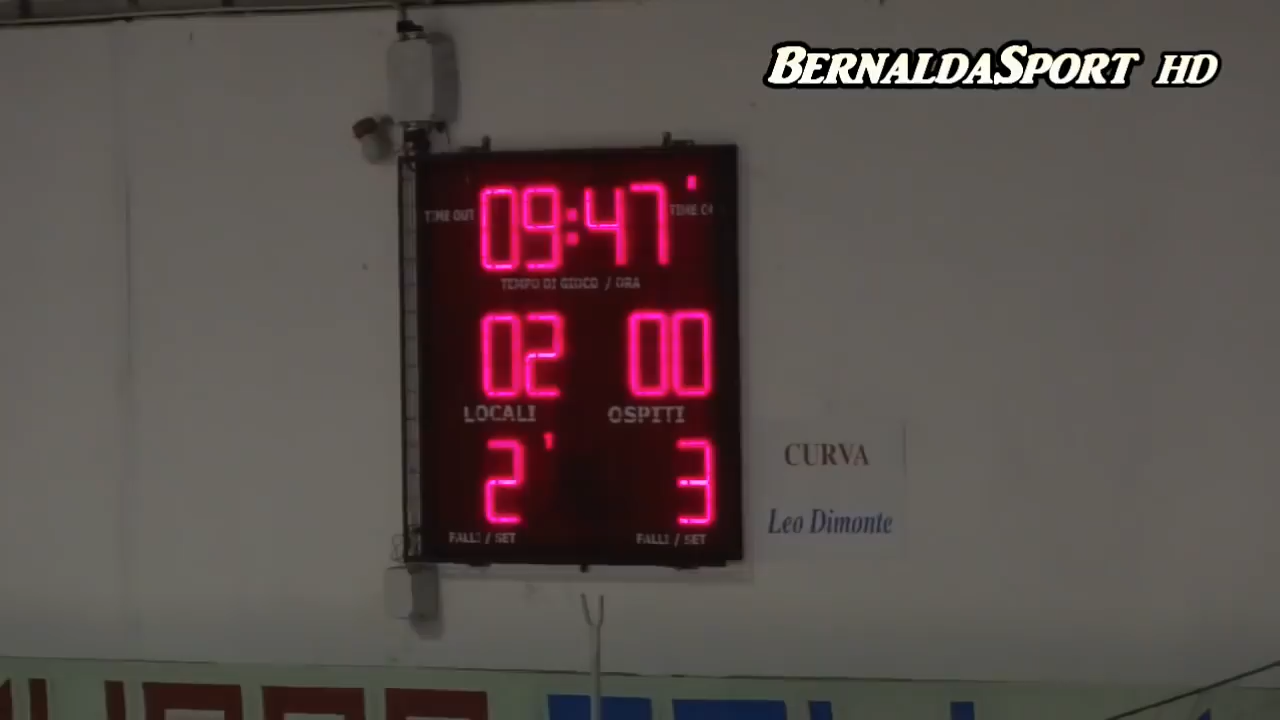 BERNALDASPORT HD
TIME OUT 09:47
TEMPO DI GIOCO / ORA
02 00
LOCALI OSPITI
2 3
FALLI / SET FALLI / SET
CURVA
Leo Dimonte